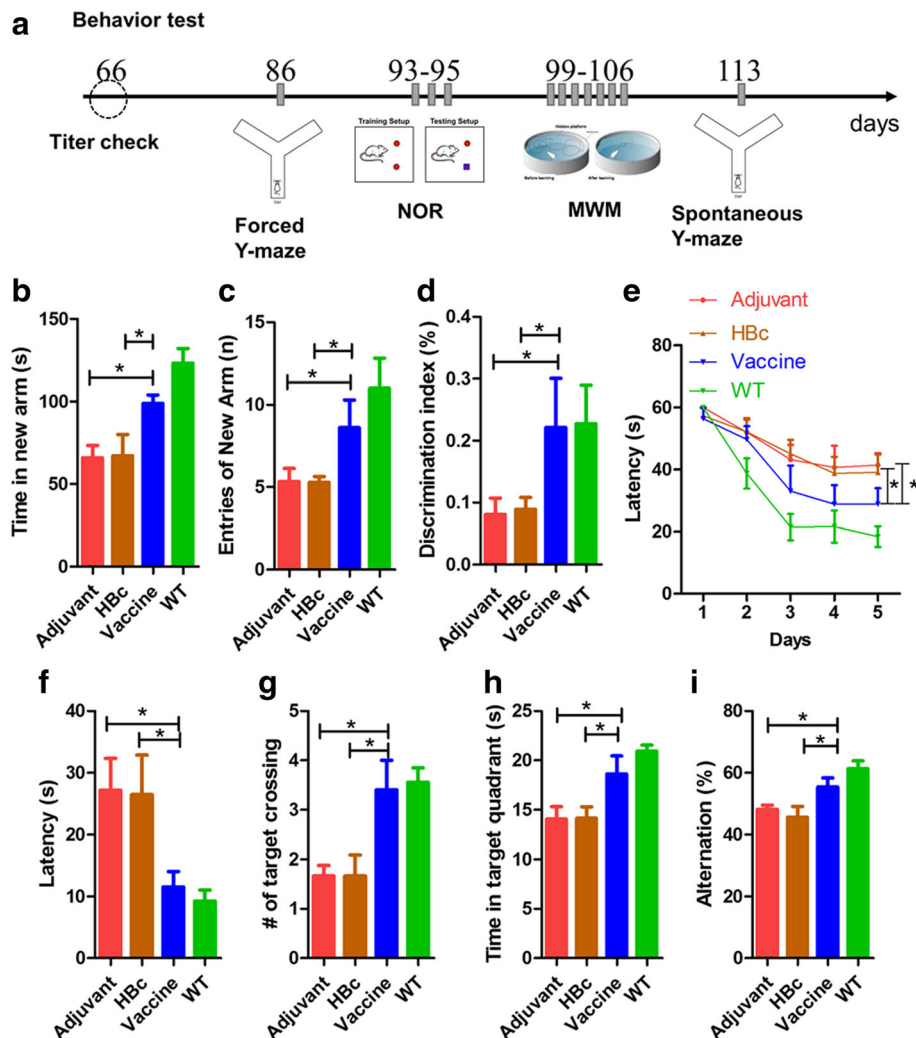 a Behavior test
66 86 93-95 99-106 113
days
Titer check
Training Setup Testing Setup
Hidden platform
Before learning After learning
Forced
Y-maze
NOR
MWM
Spontaneous
Y-maze
b
Time in new arm (s)
150
100
50
0
* *
Adjuvant HBc Vaccine WT
c
Entries of New Arm (n)
15
10
5
0
* *
Adjuvant HBc Vaccine WT
d
Discrimination index (%)
0.4
0.3
0.2
0.1
0.0
* *
Adjuvant HBc Vaccine WT
e
Adjuvant
HBc
Vaccine
WT
Latency (s)
80
60
40
20
0
* *
1 2 3 4 5
Days
f
Latency (s)
40
30
20
10
0
* *
Adjuvant HBc Vaccine WT
g
# of target crossing
5
4
3
2
1
0
* *
Adjuvant HBc Vaccine WT
h
Time in target quadrant (s)
25
20
15
10
5
0
* *
Adjuvant HBc Vaccine WT
i
Alternation (%)
80
60
40
20
0
* *
Adjuvant HBc Vaccine WT